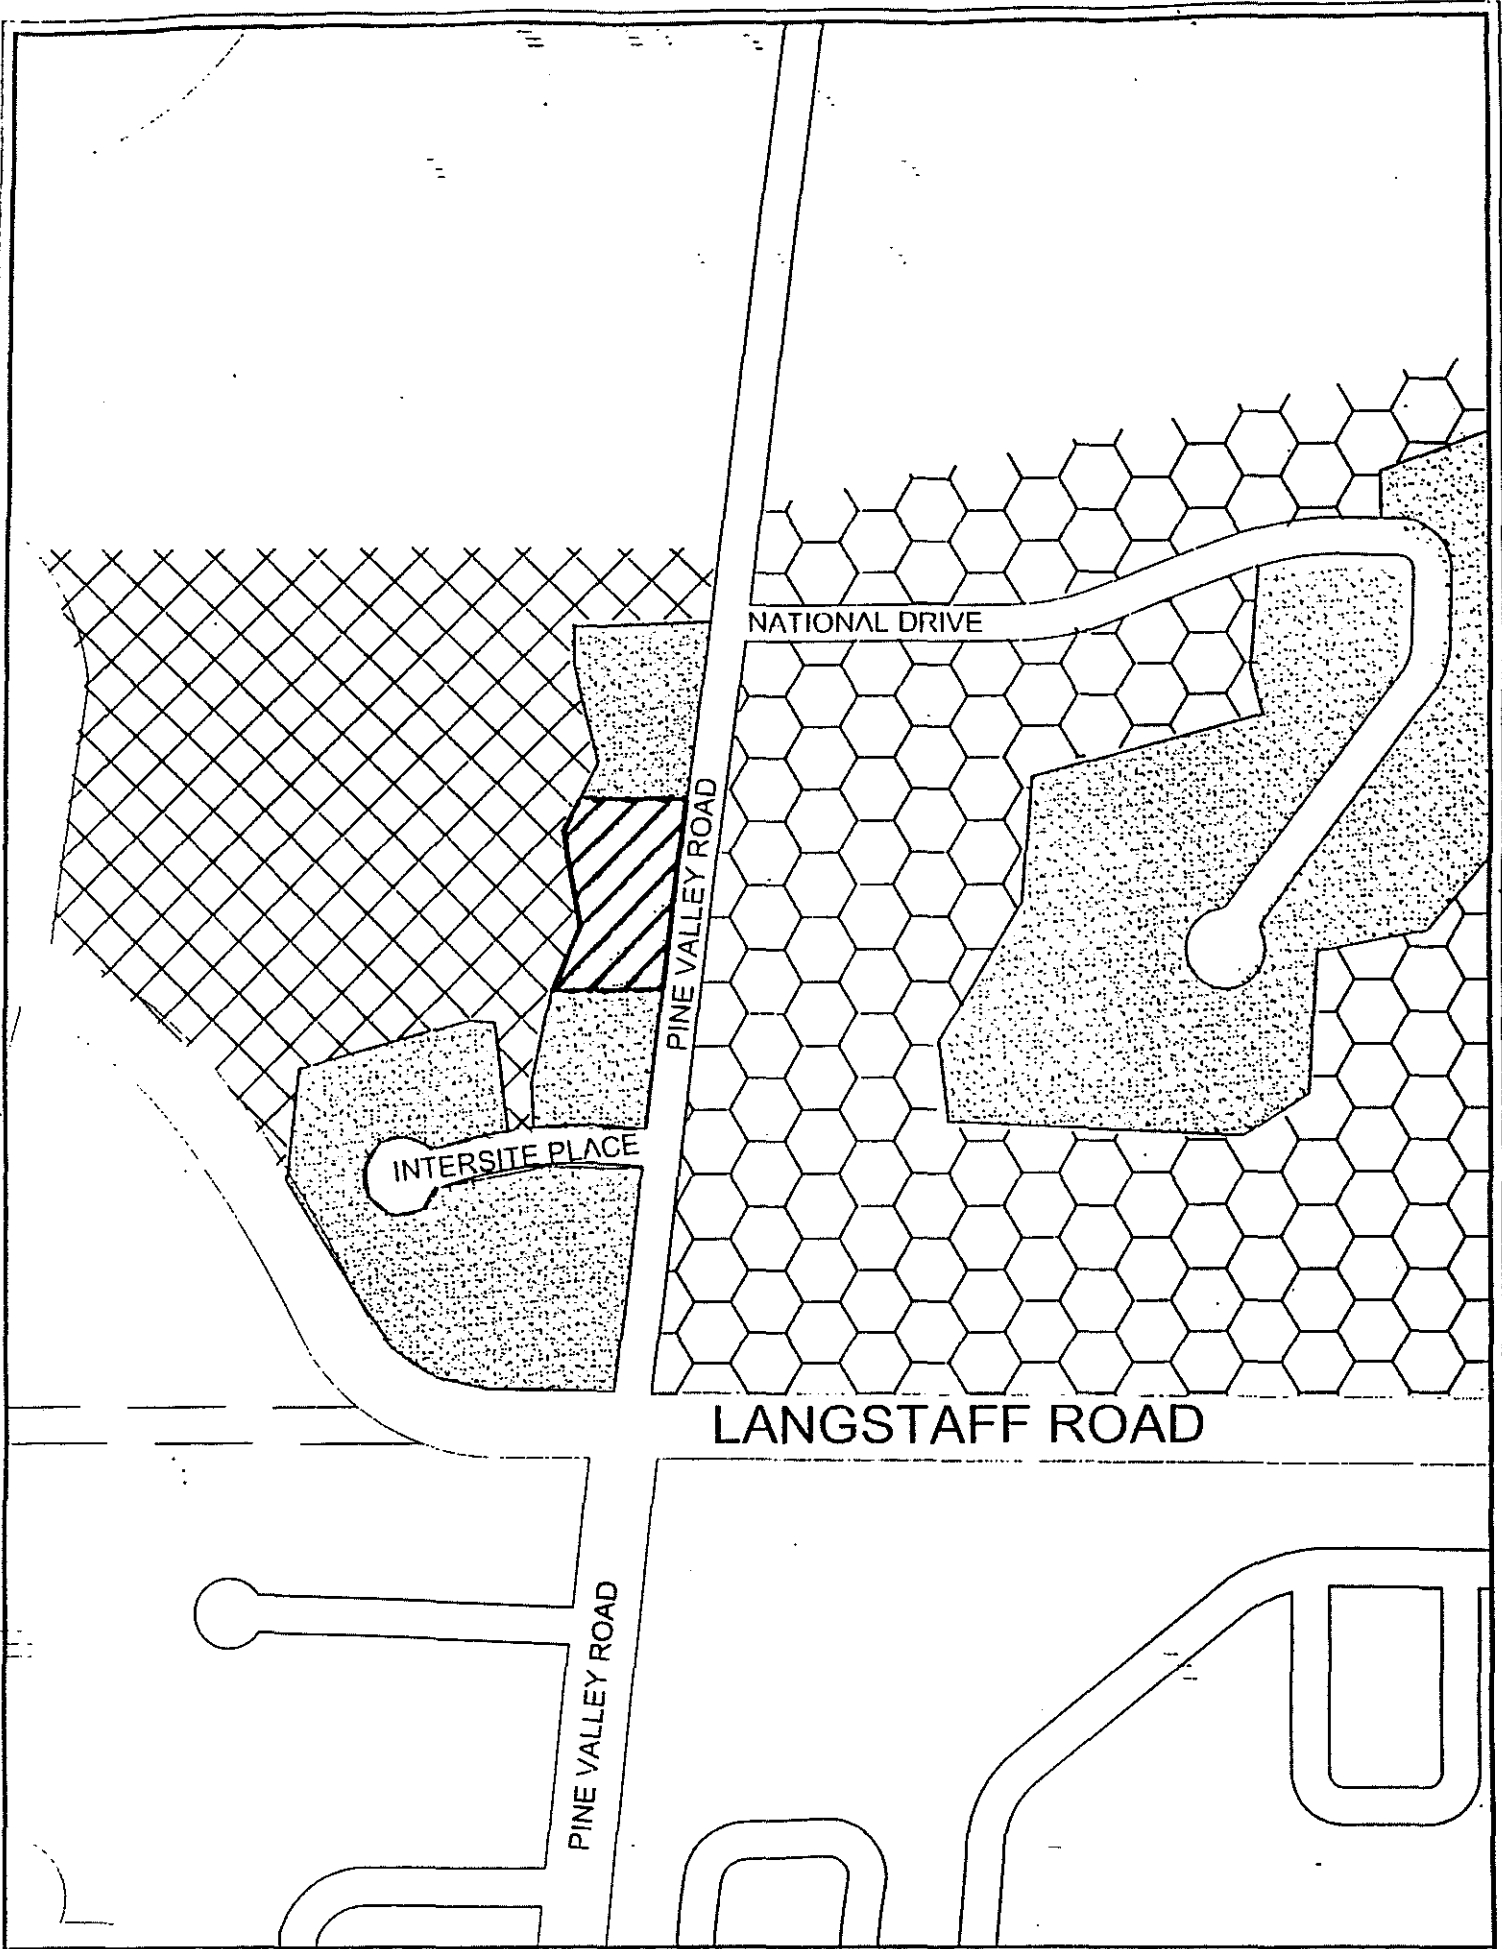 NATIONAL DRIVE
PINE VALLEY ROAD
INTERSITE PLACE
LANGSTAFF ROAD
PINE VALLEY ROAD